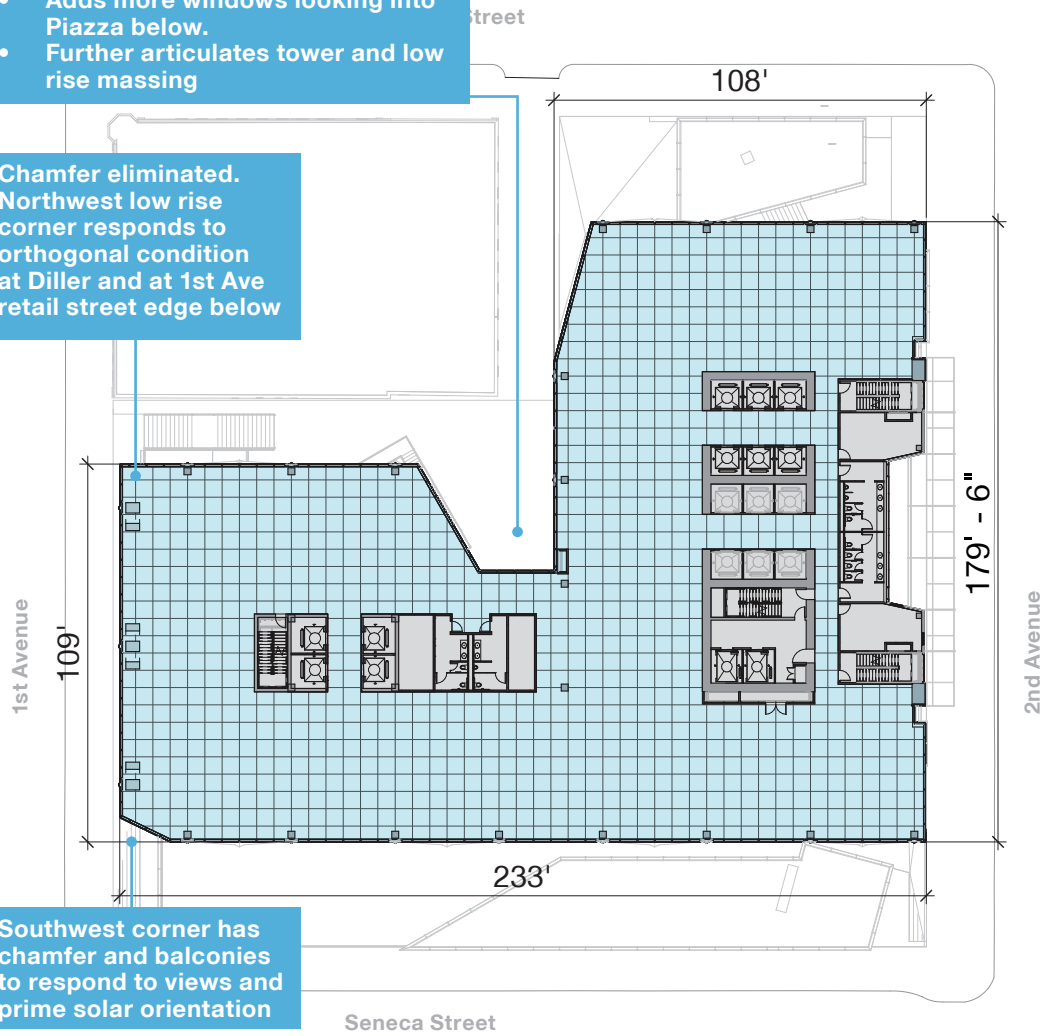 • Adds more windows looking into
Piazza below.
• Further articulates tower and low
rise massing
Street
108'
Chamfer eliminated.
Northwest low rise
corner responds to
orthogonal condition
at Diller and at 1st Ave
retail street edge below
1st Avenue
109'
179' - 6"
2nd Avenue
233'
Southwest corner has
chamfer and balconies
to respond to views and
prime solar orientation
Seneca Street